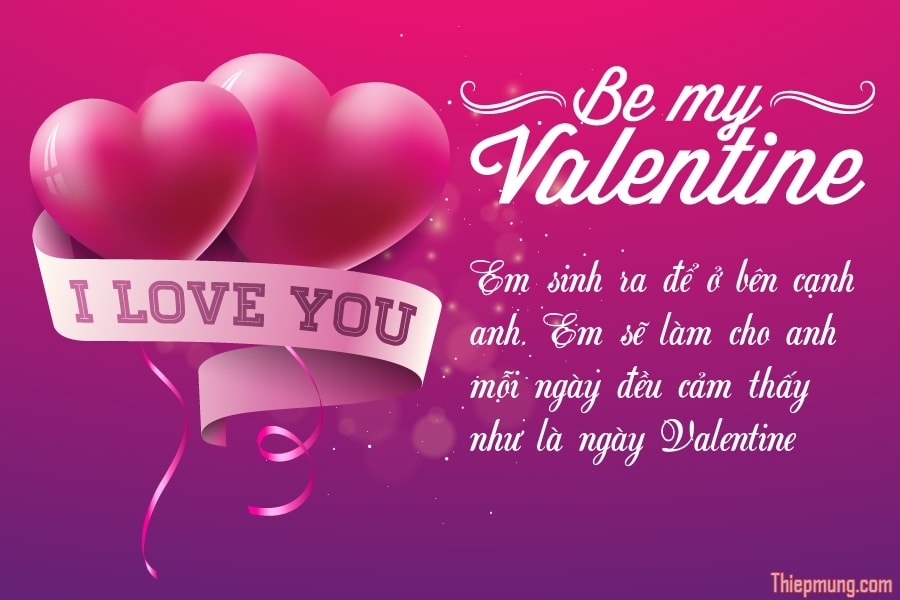 Be my
Valentine
I LOVE YOU
Em sinh ra để ở bên cạnh
anh. Em sẽ làm cho anh
mỗi ngày đều cảm thấy
như là ngày Valentine
Thiepmung.com